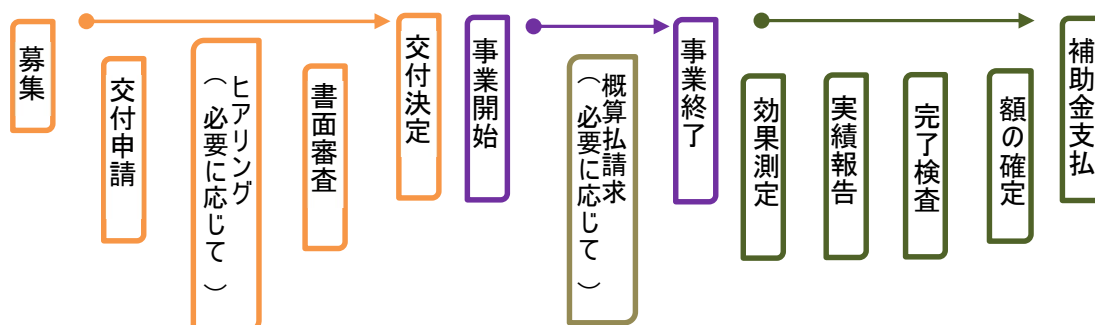 募集
交付申請
ヒアリング
（必要に応じて）
書面審査
交付決定
事業開始
概算払請求
（必要に応じて）
事業終了
効果測定
実績報告
完了検査
額の確定
補助金支払